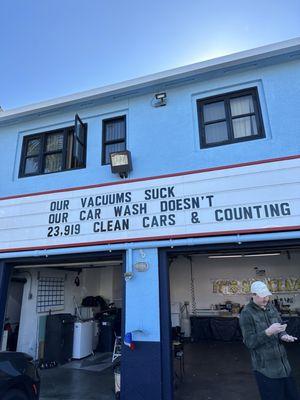 OUR VACUUMS SUCK
OUR CAR WASH DOESN'T
23,919 CLEAN CARS & COUNTING